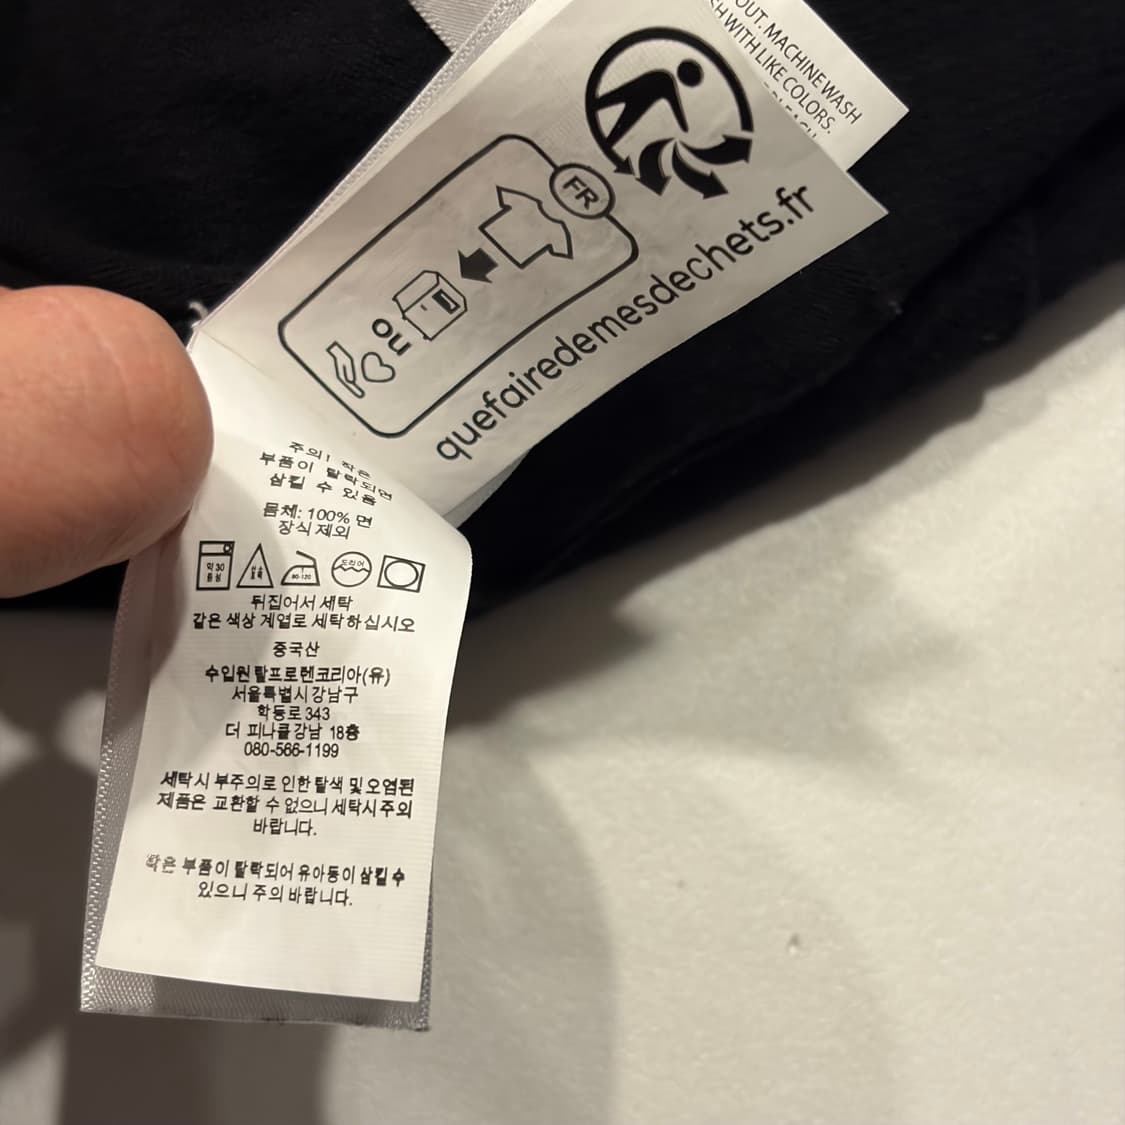 OUT. MACHINE WASH
WITH LIKE COLORS.
FR
OU
quefairedemesdechets.fr
주의! 작은
부품이 탈락되면
삼킬 수 있음
몸체: 100% 면
장식 제외
약 30
중성
80-120
드라이
뒤집어서 세탁
같은 색상 계열로 세탁하십시오
중국산
수입원 랄프로렌코리아(유)
서울특별시 강남구
학동로 343
더 피나클강남 18층
080-566-1199
세탁시 부주의로 인한 탈색 및 오염된
제품은 교환할 수 없으니 세탁시 주의
바랍니다.
작은 부품이 탈락되어 유아동이 삼킬 수
있으니 주의 바랍니다.